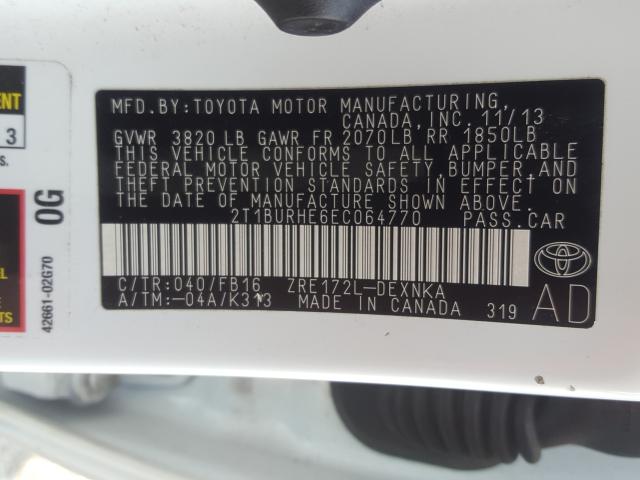 MFD.BY:TOYOTA MOTOR MANUFACTURING,
CANADA,INC. 11/13
GVWR 3820LB GAWR FR 2070LB RR 1850LB
THIS VEHICLE CONFORMS TO ALL APPLICABLE
FEDERAL MOTOR VEHICLE SAFETY,BUMPER,AND
THEFT PREVENTION STANDARDS IN EFFECT ON
THE DATE OF MANUFACTURE SHOWN ABOVE.
2T1BURHE6EC064770 PASS.CAR
C/TR:040/FB16 ZRE172L-DEXNKA
A/TM:-04A/K313 MADE IN CANADA 319
AD
TOYOTA
0G
42661-02G70
3